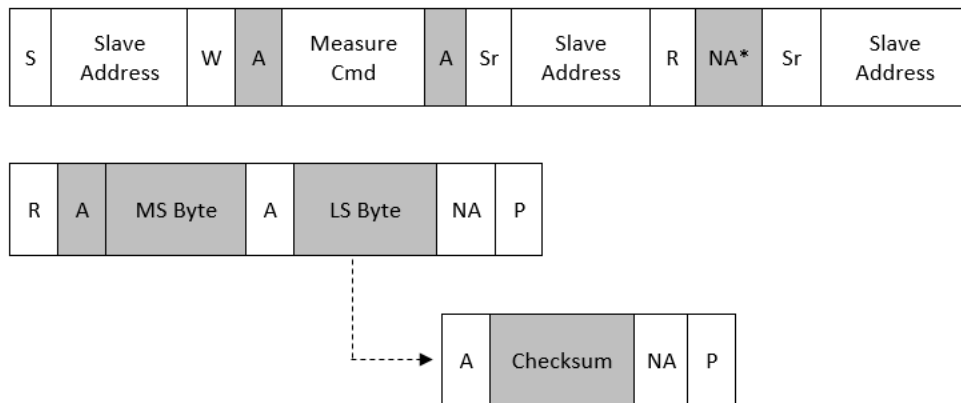 S Slave Address W A Measure Cmd A Sr Slave Address R NA* Sr Slave Address
R A MS Byte A LS Byte NA P
A Checksum NA P